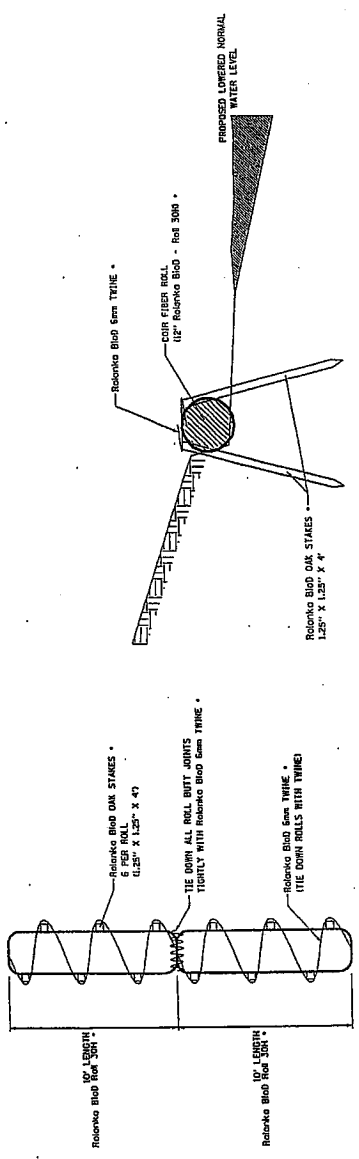 10' LENGTH
Rolanka BioD Roll 30H *
10' LENGTH
Rolanka BioD Roll 30H *
Rolanka BioD OAK STAKES *
6 PER ROLL
(1.25" X 1.25" X 4')
TIE DOWN ALL ROLL BUTT JOINTS
TIGHTLY WITH Rolanka BioD 6mm TWINE *
Rolanka BioD 6mm TWINE *
(TIE DOWN ROLLS WITH TWINE)
Rolanka BioD 6mm TWINE *
COIR FIBER ROLL
(12" Rolanka BioD - Roll 30H) *
Rolanka BioD OAK STAKES *
1.25" X 1.25" X 4'
PROPOSED LOWERED NORMAL
WATER LEVEL